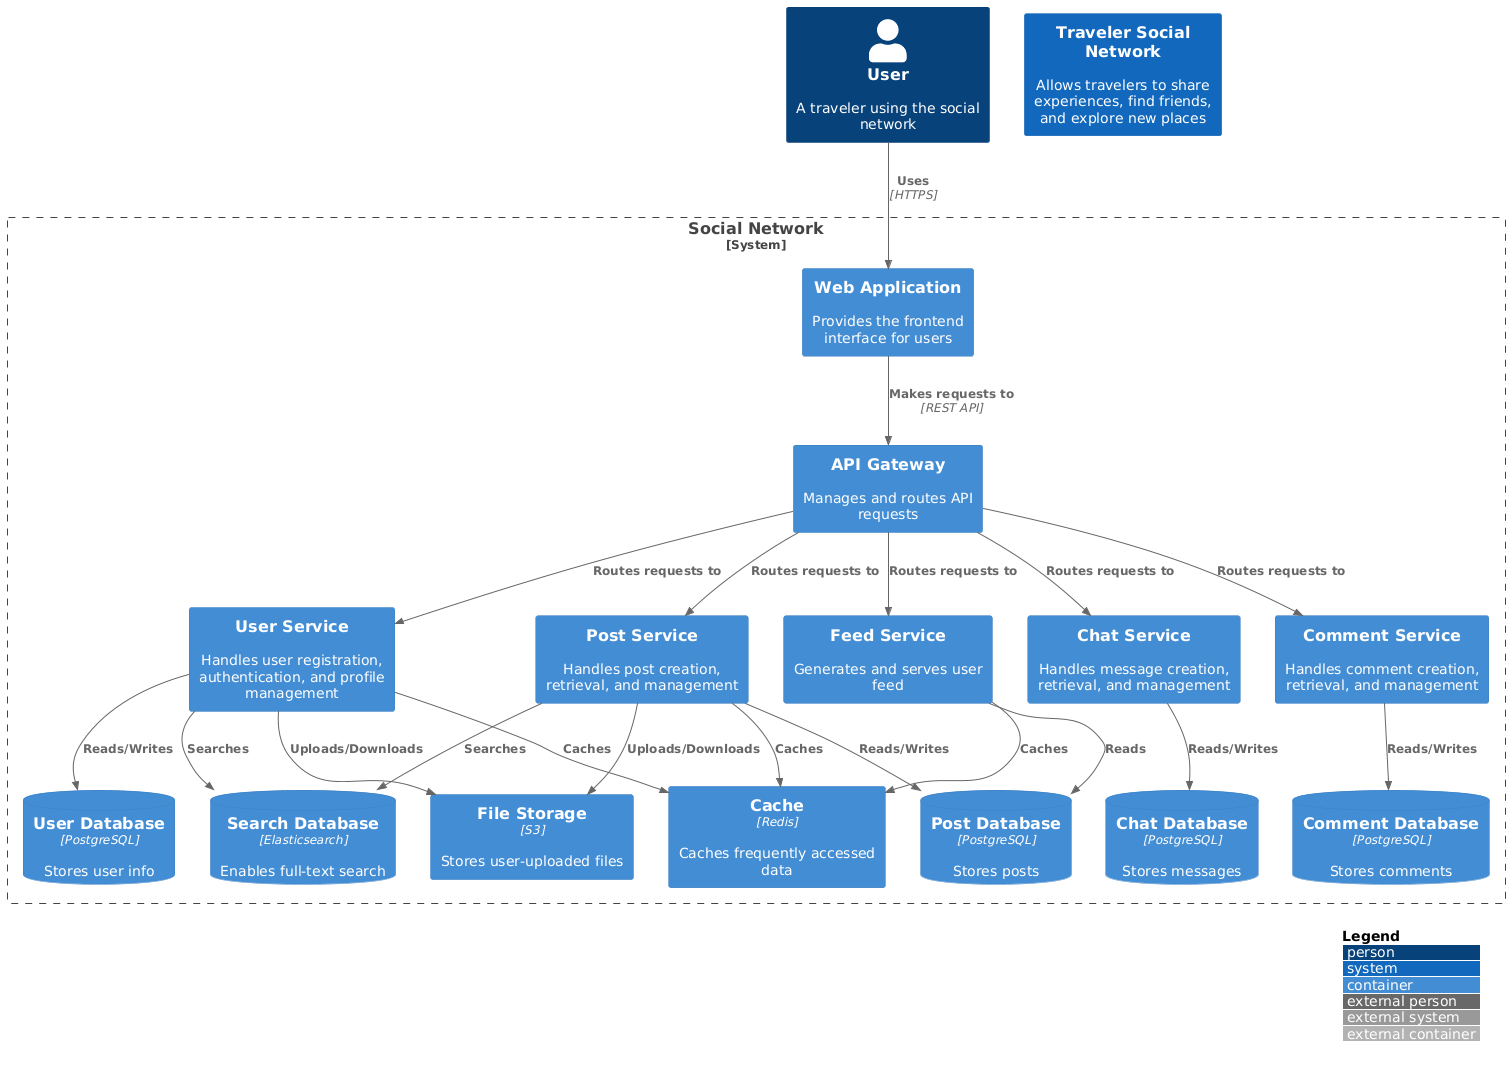 User
A traveler using the social
network
Traveler Social
Network
Allows travelers to share
experiences, find friends,
and explore new places
Uses
[HTTPS]
Social Network
[System]
Web Application
Provides the frontend
interface for users
Makes requests to
[REST API]
API Gateway
Manages and routes API
requests
Routes requests to
Routes requests to
Routes requests to
Routes requests to
Routes requests to
User Service
Handles user registration,
authentication, and profile
management
Post Service
Handles post creation,
retrieval, and management
Feed Service
Generates and serves user
feed
Chat Service
Handles message creation,
retrieval, and management
Comment Service
Handles comment creation,
retrieval, and management
Reads/Writes
Searches
Uploads/Downloads
Searches
Caches
Uploads/Downloads
Caches
Reads/Writes
Caches
Reads
Reads/Writes
Reads/Writes
User Database
[PostgreSQL]
Stores user info
Search Database
[Elasticsearch]
Enables full-text search
File Storage
[S3]
Stores user-uploaded files
Cache
[Redis]
Caches frequently accessed
data
Post Database
[PostgreSQL]
Stores posts
Chat Database
[PostgreSQL]
Stores messages
Comment Database
[PostgreSQL]
Stores comments
Legend
person
system
container
external person
external system
external container